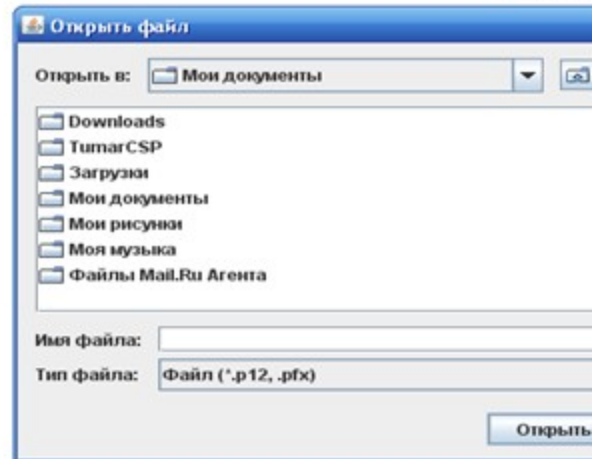 Открыть файл
Открыть в: Мои документы
Downloads
TumarCSP
Загрузки
Мои документы
Мои рисунки
Моя музыка
Файлы Mail.Ru Агента
Имя файла:
Тип файла: Файл (*.p12, .pfx)
Открыть